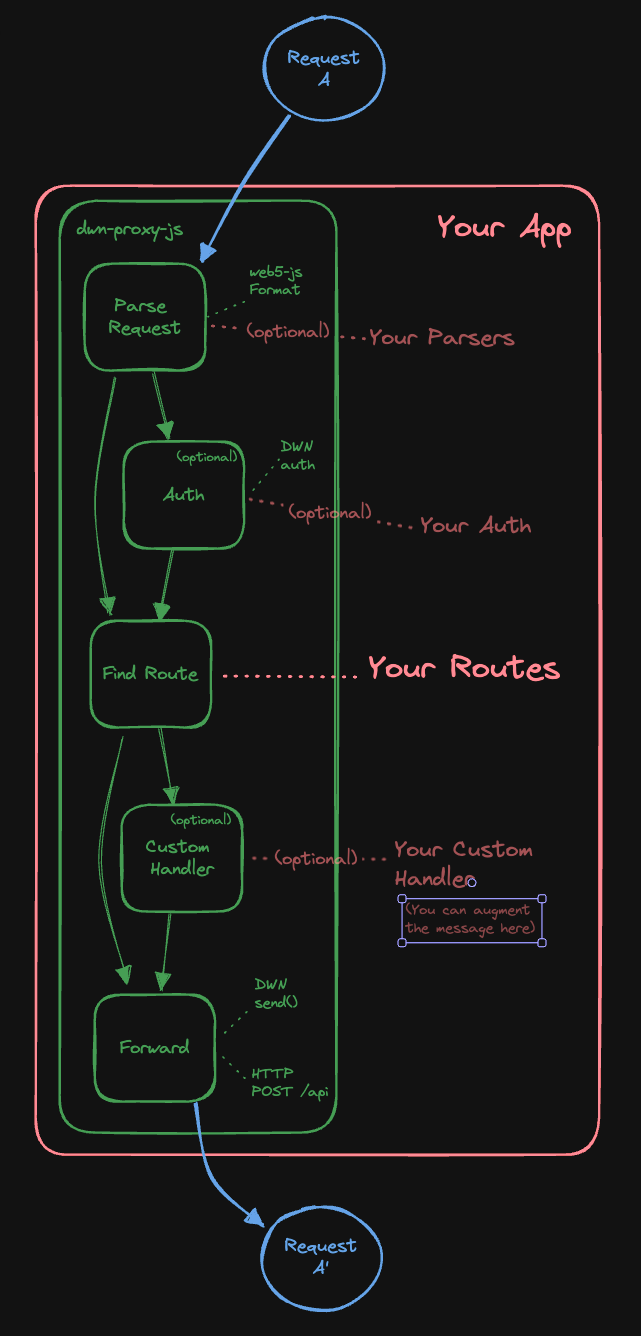 Request
A
dwn-proxy-js
Your App
web5-js
Format
Parse
Request
(optional)
Your Parsers
(optional)
DWN
auth
Auth
(optional)
Your Auth
Find Route
Your Routes
(optional)
Custom
Handler
(optional)
Your Custom
Handler
(You can augment
the message here)
DWN
send()
Forward
HTTP
POST /api
Request
A'